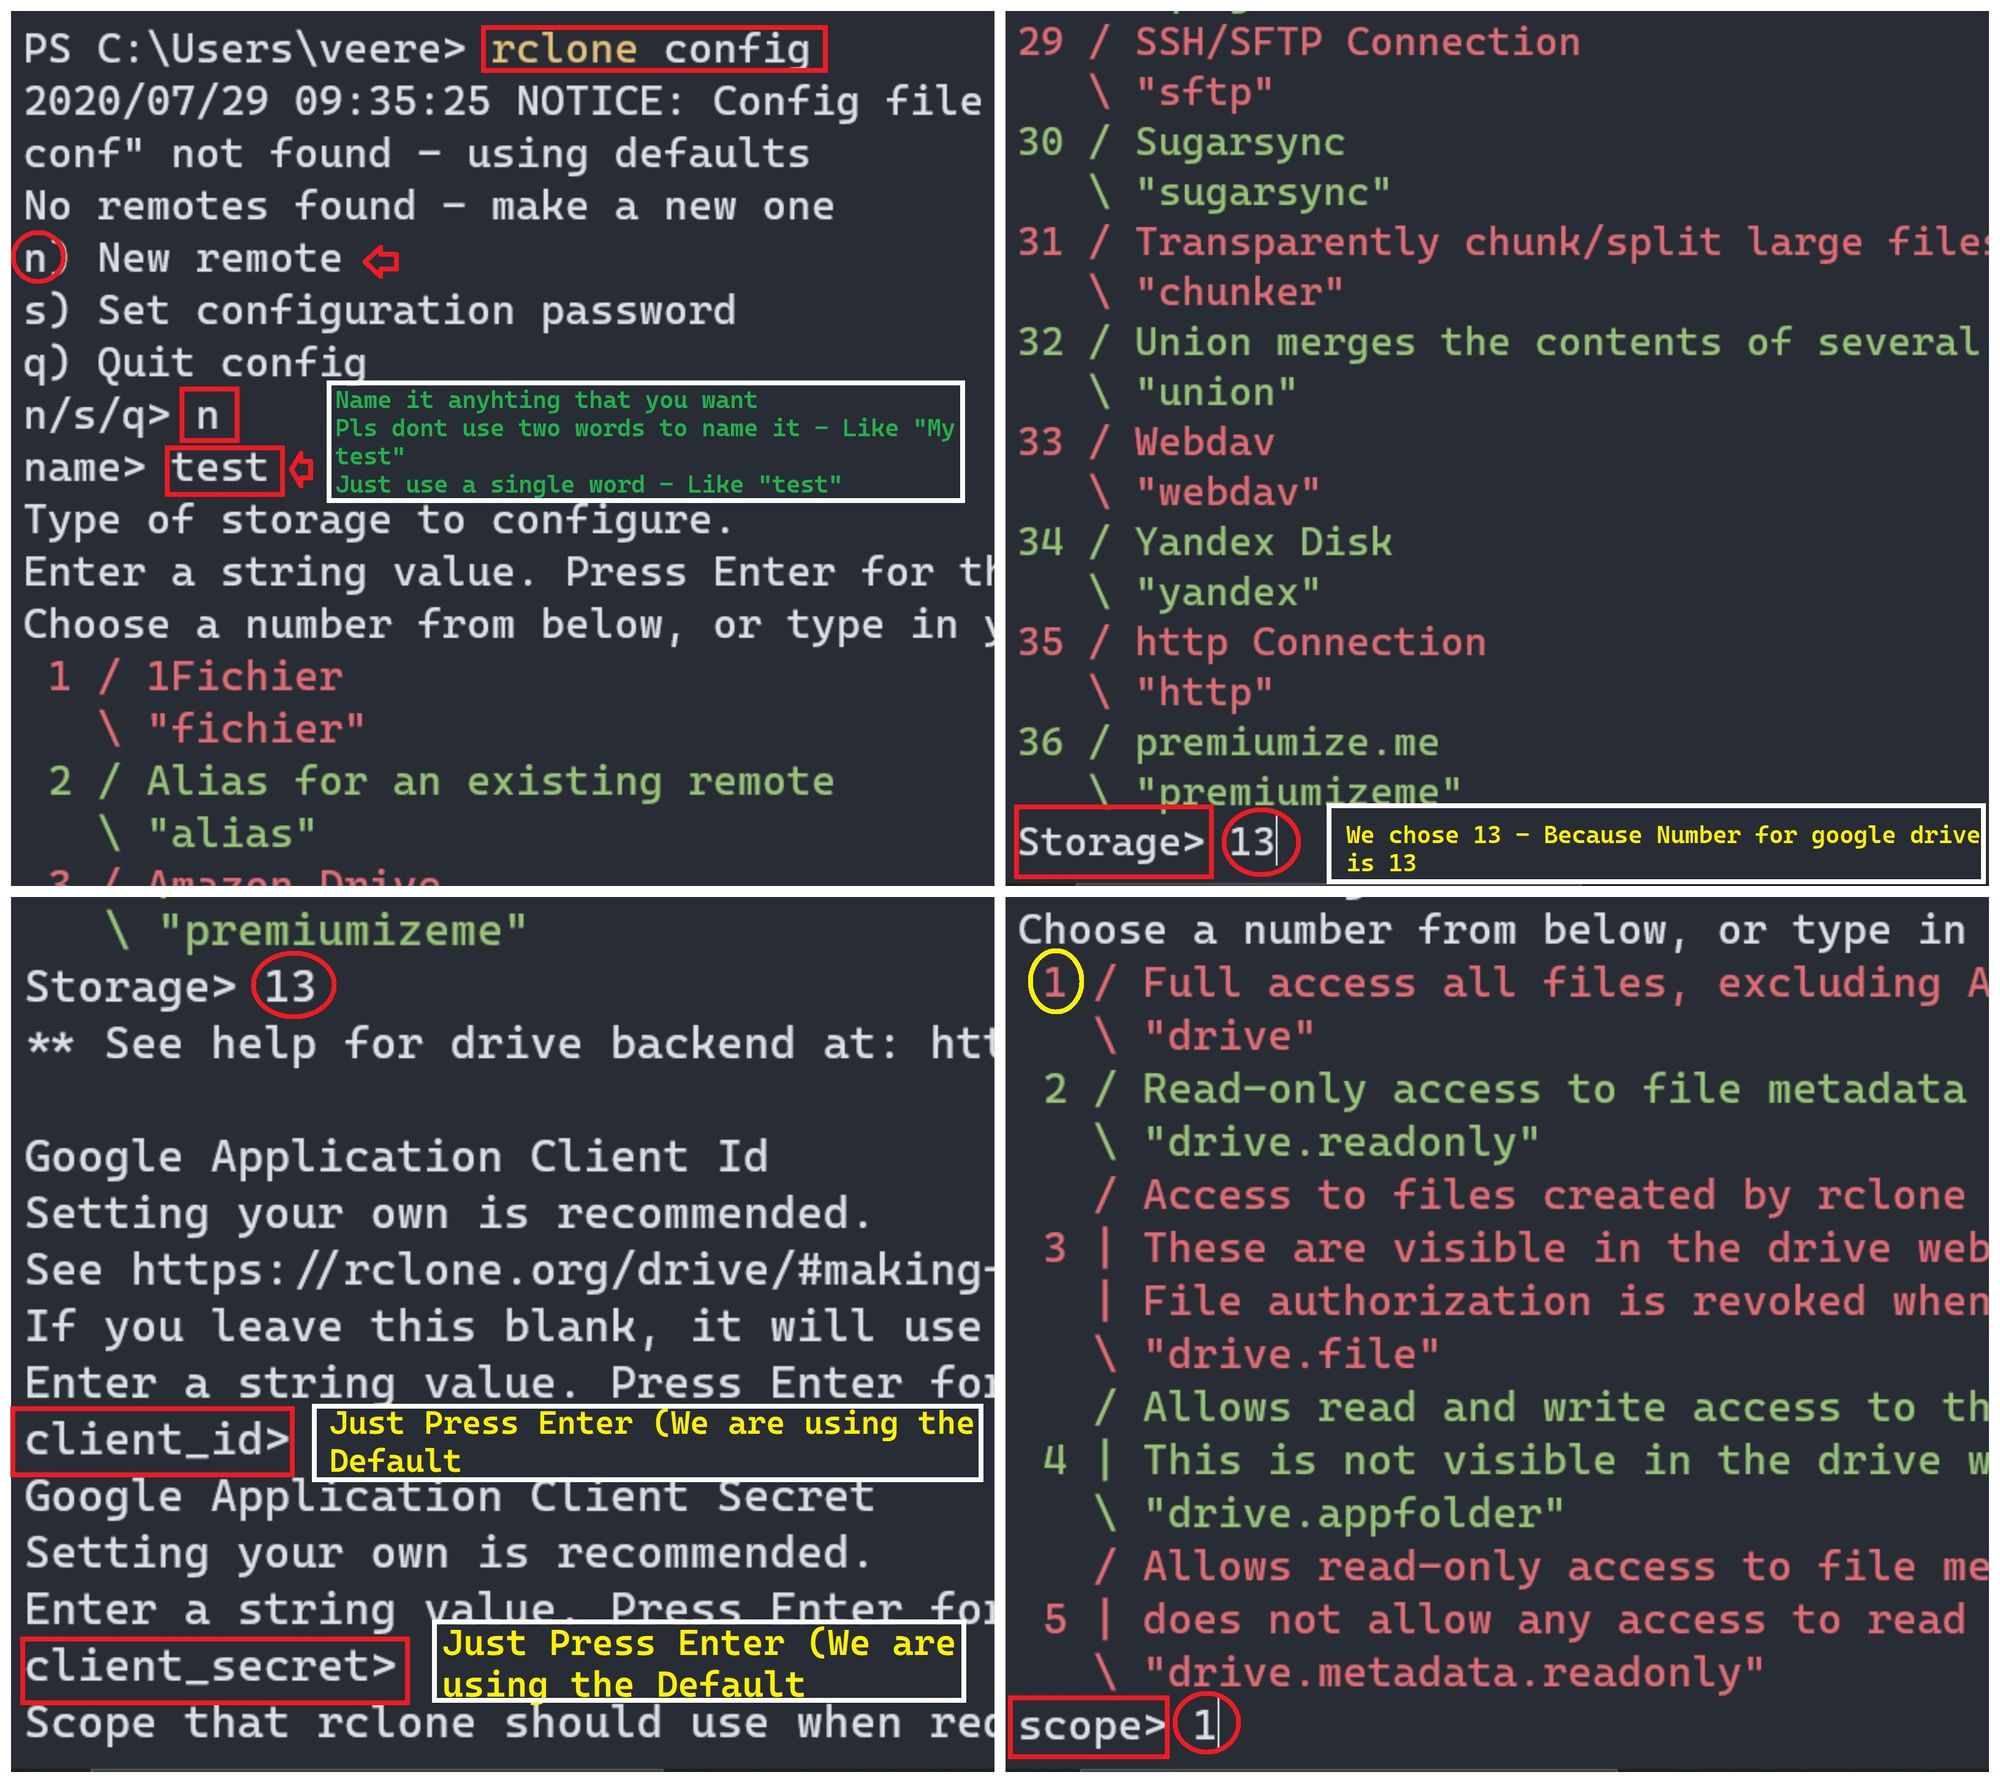 PS C:\Users\veere> rclone config
2020/07/29 09:35:25 NOTICE: Config file
conf" not found - using defaults
No remotes found - make a new one
n) New remote
s) Set configuration password
q) Quit config
n/s/q> n
name> test
Name it anyhting that you want
Pls dont use two words to name it - Like "My
test"
Just use a single word - Like "test"
Type of storage to configure.
Enter a string value. Press Enter for th
Choose a number from below, or type in y
1 / 1Fichier
\ "fichier"
2 / Alias for an existing remote
\ "alias"
3 / Amazon Drive
29 / SSH/SFTP Connection
\ "sftp"
30 / Sugarsync
\ "sugarsync"
31 / Transparently chunk/split large files
\ "chunker"
32 / Union merges the contents of several
\ "union"
33 / Webdav
\ "webdav"
34 / Yandex Disk
\ "yandex"
35 / http Connection
\ "http"
36 / premiumize.me
\ "premiumizeme"
Storage> 13
We chose 13 - Because Number for google drive
is 13
\ "premiumizeme"
Storage> 13
** See help for drive backend at: htt
Google Application Client Id
Setting your own is recommended.
See https://rclone.org/drive/#making-
If you leave this blank, it will use
Enter a string value. Press Enter for
client_id>
Just Press Enter (We are using the
Default
Google Application Client Secret
Setting your own is recommended.
Enter a string value. Press Enter for
client_secret>
Just Press Enter (We are
using the Default
Scope that rclone should use when req
Choose a number from below, or type in
1 / Full access all files, excluding A
\ "drive"
2 / Read-only access to file metadata
\ "drive.readonly"
/ Access to files created by rclone
3 | These are visible in the drive web
| File authorization is revoked when
\ "drive.file"
/ Allows read and write access to th
4 | This is not visible in the drive w
\ "drive.appfolder"
/ Allows read-only access to file me
5 | does not allow any access to read
\ "drive.metadata.readonly"
scope> 1